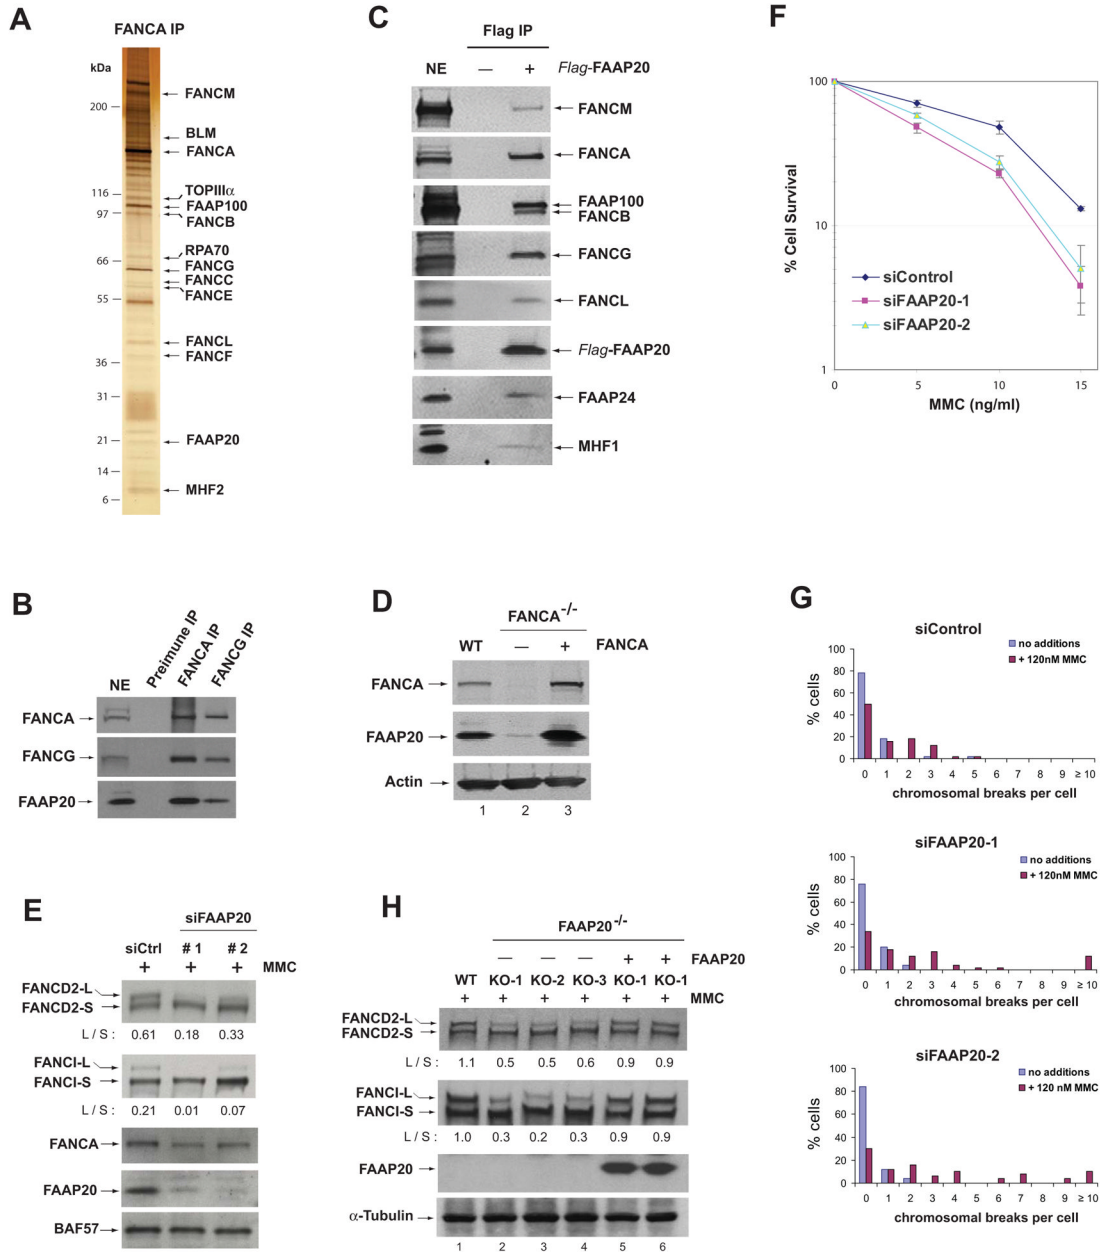 A
FANCA IP
kDa
200
116
97
66
55
36
31
21
14
6
FANCM
BLM
FANCA
TOPIIIα
FAAP100
FANCB
RPA70
FANCG
FANCC
FANCE
FANCL
FANCF
FAAP20
MHF2
C
Flag IP
NE — + Flag-FAAP20
FANCM
FANCA
FAAP100
FANCB
FANCG
FANCL
Flag-FAAP20
FAAP24
MHF1
F
% Cell Survival
100
10
1
0 5 10 15
MMC (ng/ml)
siControl
siFAAP20-1
siFAAP20-2
B
NE
Preimune IP
FANCA IP
FANCG IP
FANCA
FANCG
FAAP20
D
FANCA-/-
WT — + FANCA
FANCA
FAAP20
Actin
1 2 3
E
siFAAP20
siCtrl # 1 # 2
+ + + MMC
FANCD2-L
FANCD2-S
L / S : 0.61 0.18 0.33
FANCI-L
FANCI-S
L / S : 0.21 0.01 0.07
FANCA
FAAP20
BAF57
H
FAAP20-/-
— — — + + FAAP20
WT KO-1 KO-2 KO-3 KO-1 KO-1
+ + + + + + MMC
FANCD2-L
FANCD2-S
L / S : 1.1 0.5 0.5 0.6 0.9 0.9
FANCI-L
FANCI-S
L / S : 1.0 0.3 0.2 0.3 0.9 0.9
FAAP20
α-Tubulin
1 2 3 4 5 6
G
siControl
no additions
+ 120nM MMC
% cells
100
80
60
40
20
0
0 1 2 3 4 5 6 7 8 9 ≥ 10
chromosomal breaks per cell
siFAAP20-1
no additions
+ 120nM MMC
% cells
100
80
60
40
20
0
0 1 2 3 4 5 6 7 8 9 ≥ 10
chromosomal breaks per cell
siFAAP20-2
no additions
+ 120 nM MMC
% cells
100
80
60
40
20
0
0 1 2 3 4 5 6 7 8 9 ≥ 10
chromosomal breaks per cell